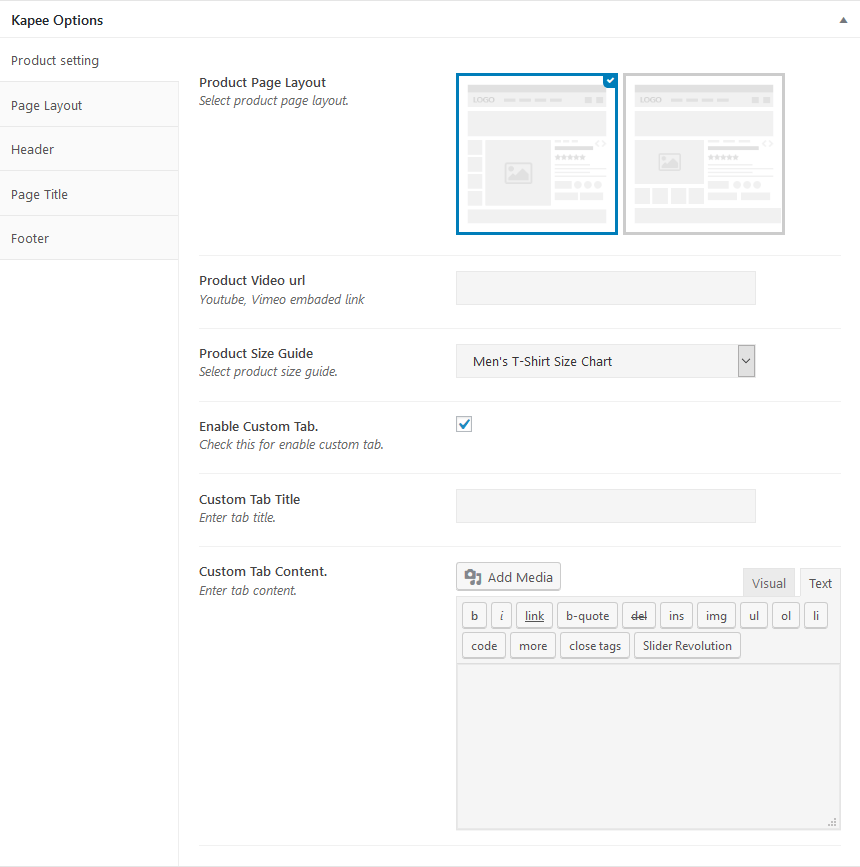 Kapee Options
Product setting
Page Layout
Header
Page Title
Footer
Product Page Layout
Select product page layout.
LOGO
LOGO
Product Video url
Youtube, Vimeo embaded link
Product Size Guide
Select product size guide.
Men's T-Shirt Size Chart
Enable Custom Tab.
Check this for enable custom tab.
Custom Tab Title
Enter tab title.
Custom Tab Content.
Enter tab content.
Add Media
Visual Text
b i link b-quote del ins img ul ol li
code more close tags Slider Revolution